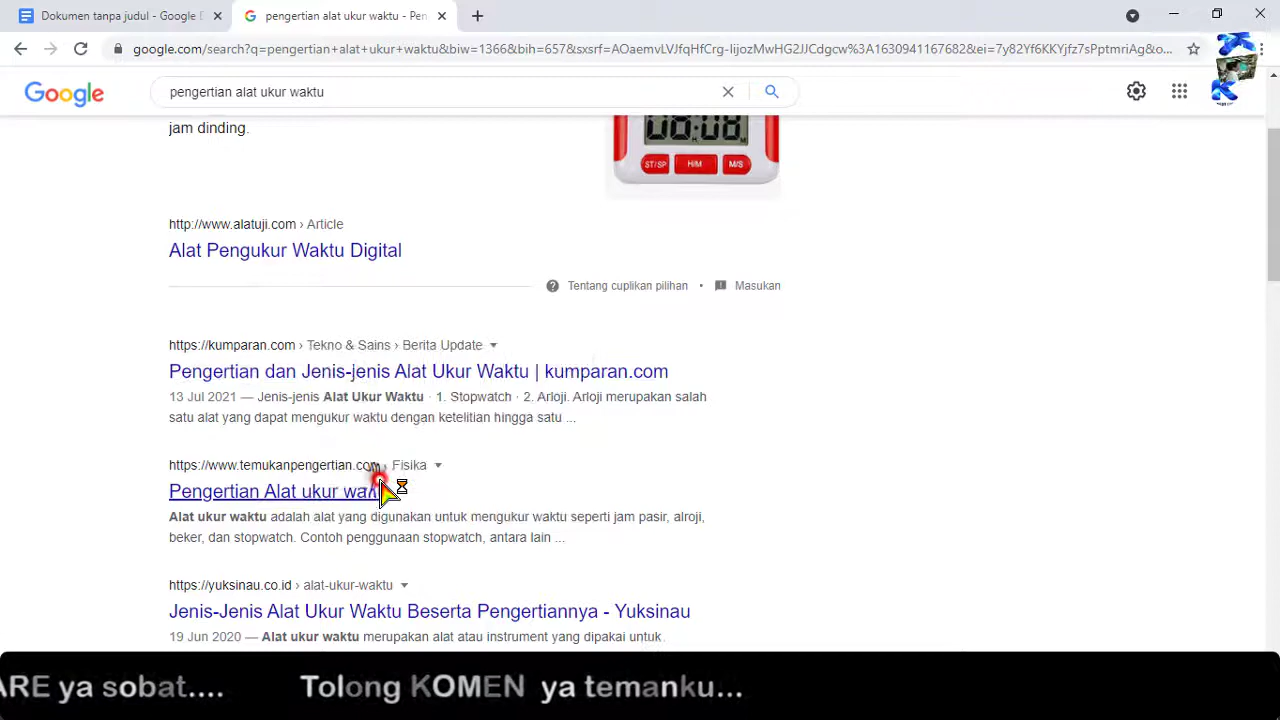 Dokumen tanpa judul - Google D
pengertian alat ukur waktu - Pen
google.com/search?q=pengertian+alat+ukur+waktu&biw=1366&bih=657&sxsrf=AOaemvLVJfqHfCrg-IijozMwHG2JJCdgcw%3A1630941167682&ei=7y82Yf6KKYjfz7sPptmriAg&o...
Google
pengertian alat ukur waktu
jam dinding.
08:08
H
M
ST/SP
H/M
M/S
http://www.alatuji.com › Article
Alat Pengukur Waktu Digital
Tentang cuplikan pilihan • Masukan
https://kumparan.com › Tekno & Sains › Berita Update
Pengertian dan Jenis-jenis Alat Ukur Waktu | kumparan.com
13 Jul 2021 — Jenis-jenis Alat Ukur Waktu · 1. Stopwatch · 2. Arloji. Arloji merupakan salah
satu alat yang dapat mengukur waktu dengan ketelitian hingga satu ...
https://www.temukanpengertian.com › Fisika
Pengertian Alat ukur waktu
Alat ukur waktu adalah alat yang digunakan untuk mengukur waktu seperti jam pasir, alroji,
beker, dan stopwatch. Contoh penggunaan stopwatch, antara lain ...
https://yuksinau.co.id › alat-ukur-waktu
Jenis-Jenis Alat Ukur Waktu Beserta Pengertiannya - Yuksinau
19 Jun 2020 — Alat ukur waktu merupakan alat atau instrument yang dipakai untuk
ARE ya sobat.... Tolong KOMEN ya temanku...